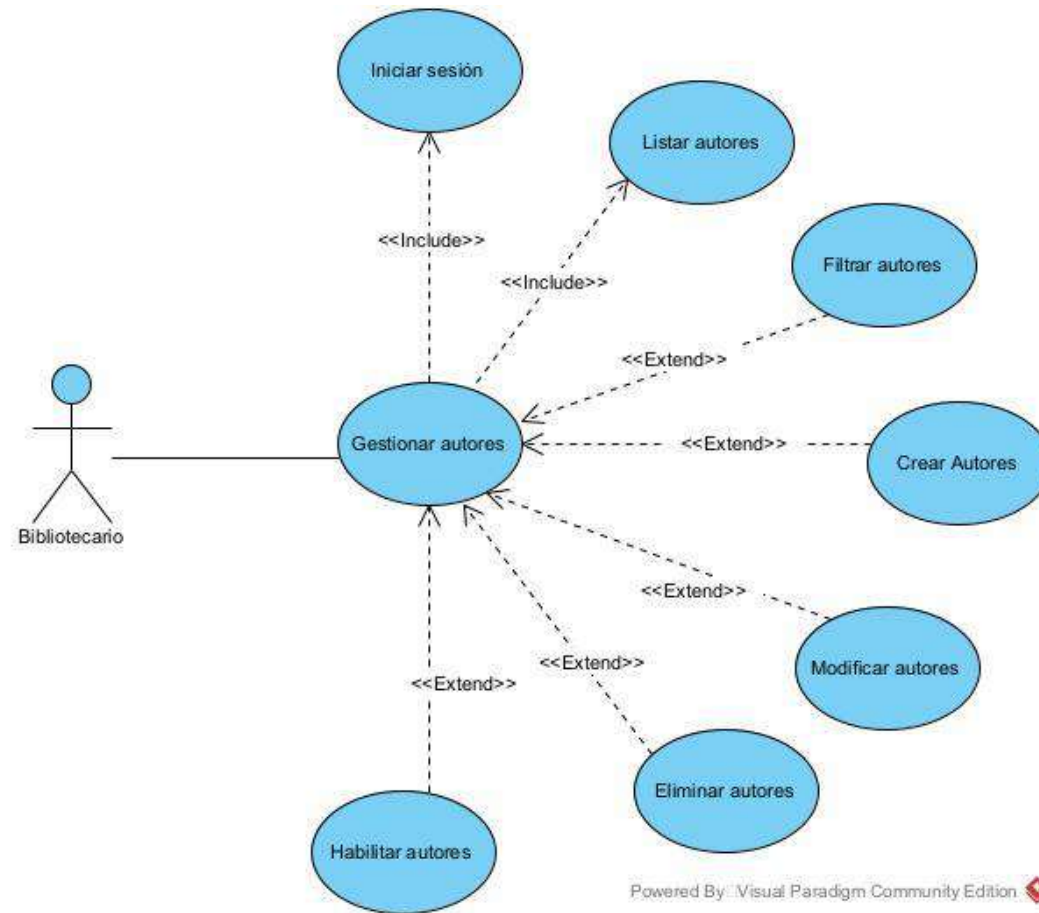 Iniciar sesión
Listar autores
<<Include>>
<<Include>>
Filtrar autores
<<Extend>>
Gestionar autores
<<Extend>>
Crear Autores
Bibliotecario
<<Extend>>
<<Extend>>
Modificar autores
<<Extend>>
Eliminar autores
Habilitar autores
Powered By Visual Paradigm Community Edition